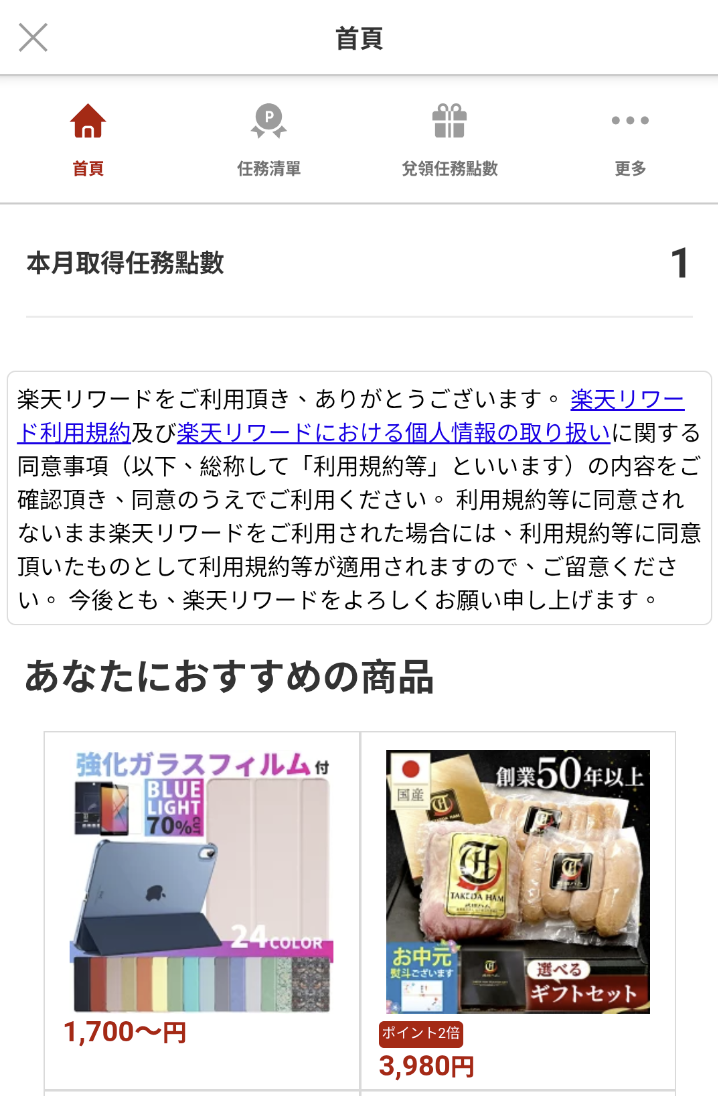 首頁
首頁
任務清單
兌領任務點數
更多
本月取得任務點數
1
楽天リワードをご利用頂き、ありがとうございます。 楽天リワー
ド利用規約及び楽天リワードにおける個人情報の取り扱いに関する
同意事項（以下、総称して「利用規約等」といいます）の内容をご
確認頂き、同意のうえでご利用ください。 利用規約等に同意され
ないまま楽天リワードをご利用された場合には、利用規約等に同意
頂いたものとして利用規約等が適用されますので、ご留意くださ
い。 今後とも、楽天リワードをよろしくお願い申し上げます。
あなたにおすすめの商品
強化ガラスフィルム付
BLUE
LIGHT
70%CUT
24COLOR
1,700〜円
国産
創業50年以上
TH
TAKEDA HAM
お中元
熨斗ございます
選べる
ギフトセット
ポイント2倍
3,980円